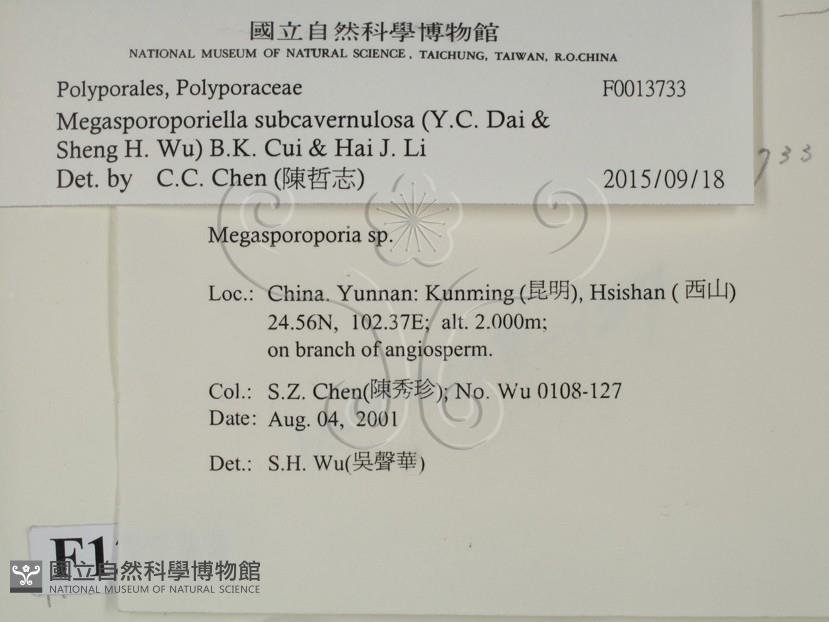 國立自然科學博物館
NATIONAL MUSEUM OF NATURAL SCIENCE, TAICHUNG, TAIWAN, R.O.CHINA
Polyporales, Polyporaceae F0013733
Megasporoporiella subcavernulosa (Y.C. Dai &
Sheng H. Wu) B.K. Cui & Hai J. Li
Det. by C.C. Chen (陳哲志) 2015/09/18
733
Megasporoporia sp.
Loc.: China. Yunnan: Kunming (昆明), Hsishan ( 西山)
24.56N, 102.37E; alt. 2.000m;
on branch of angiosperm.
Col.: S.Z. Chen(陳秀珍); No. Wu 0108-127
Date: Aug. 04, 2001
Det.: S.H. Wu(吳聲華)
F1
國立自然科學博物館
NATIONAL MUSEUM OF NATURAL SCIENCE